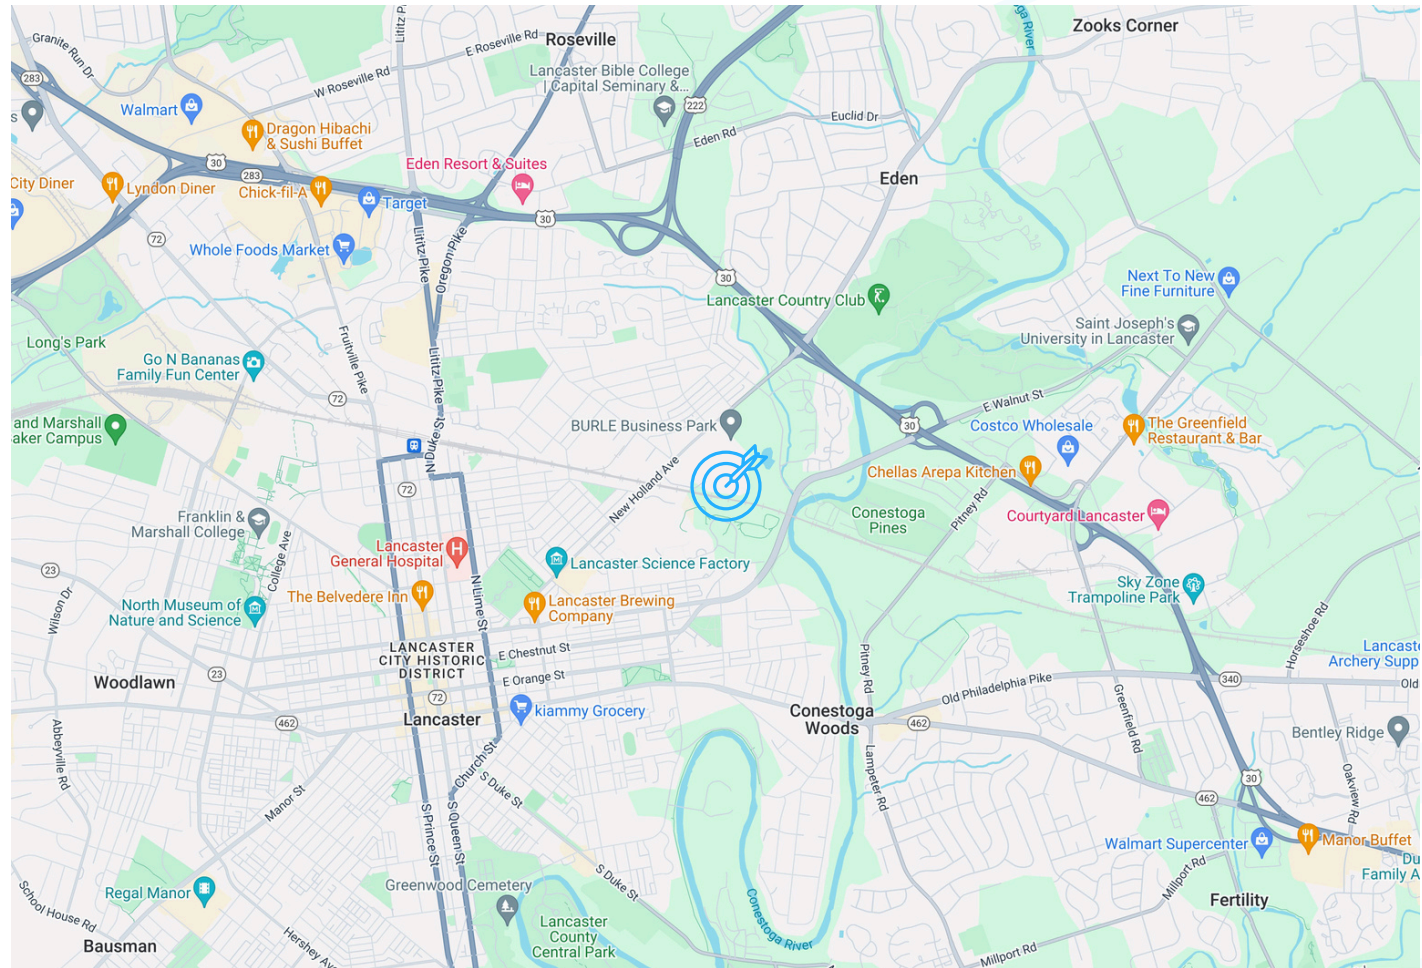 Granite Run Dr
Lititz Pi
E Roseville Rd
Roseville
ga River
Zooks Corner
283
W Roseville Rd
Lancaster Bible College
| Capital Seminary &...
Walmart
222
s
Dragon Hibachi
& Sushi Buffet
Euclid Dr
Eden Rd
30
283
Eden Resort & Suites
Eden
City Diner
Lyndon Diner
Chick-fil-A
Target
30
72
Lititz Pike
Oregon Pike
Whole Foods Market
30
Next To New
Fine Furniture
Lancaster Country Club
Saint Joseph's
University in Lancaster
Long's Park
Fruitville Pike
Go N Bananas
Family Fun Center
Lititz Pike
72
E Walnut St
and Marshall
aker Campus
BURLE Business Park
30
Costco Wholesale
The Greenfield
Restaurant & Bar
N Duke St
Chellas Arepa Kitchen
72
New Holland Ave
Pitney Rd
Franklin &
Marshall College
Conestoga
Pines
Courtyard Lancaster
College Ave
Lancaster
General Hospital
Lancaster Science Factory
23
Wilson Dr
The Belvedere Inn
N Lime St
Sky Zone
Trampoline Park
North Museum of
Nature and Science
Lancaster Brewing
Company
Horseshoe Rd
LANCASTER
CITY HISTORIC
DISTRICT
E Chestnut St
Pitney Rd
Lancast
Archery Supp
23
E Orange St
Woodlawn
Old Philadelphia Pike
340
Old
72
Greenfield Rd
kiammy Grocery
Conestoga
Woods
462
Lancaster
462
Abbeyville Rd
Bentley Ridge
Church St
Lampeter Rd
S Duke St
30
Oakview Rd
Manor St
462
S Prince St
S Queen St
Walmart Supercenter
Manor Buffet
Du
Family A
Regal Manor
Greenwood Cemetery
S Duke St
Millport Rd
School House Rd
Conestoga River
Fertility
Lancaster
County
Central Park
Bausman
Hershey Ave
Millport Rd